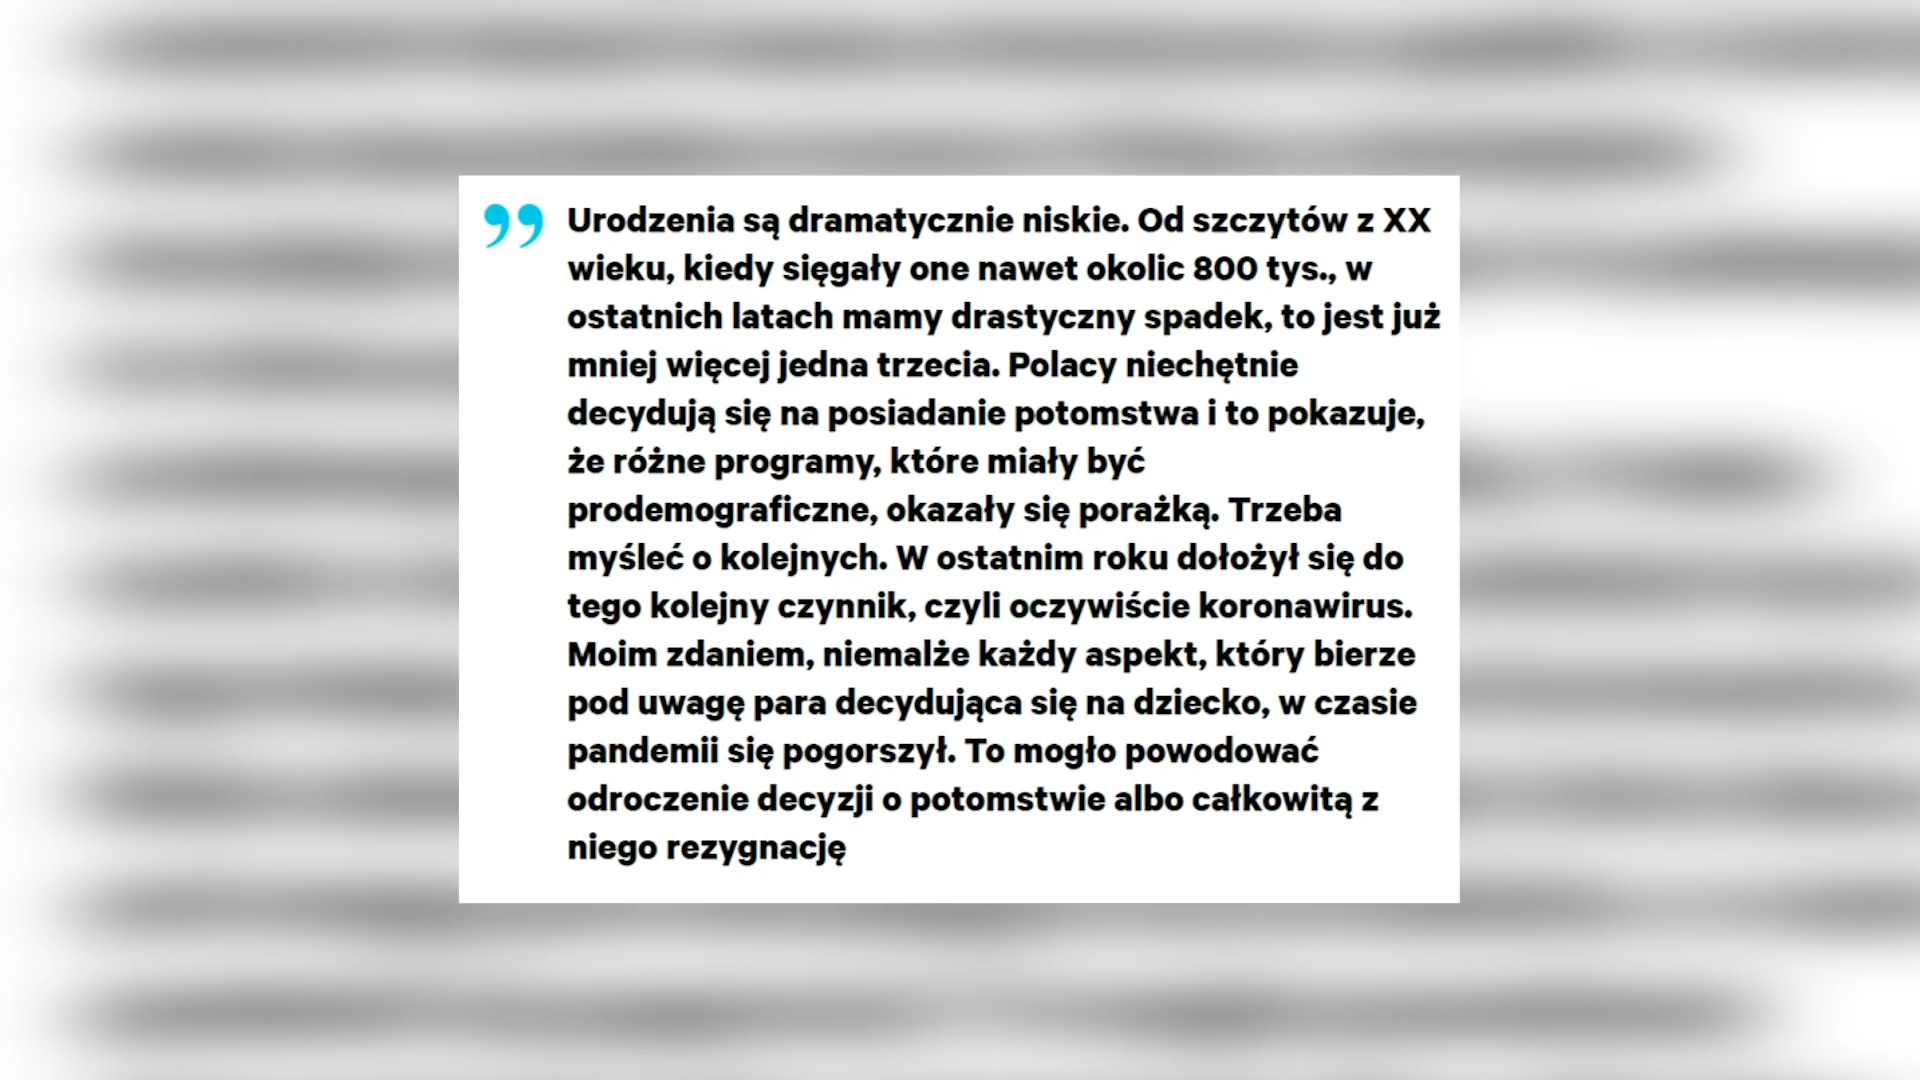 Urodzenia są dramatycznie niskie. Od szczytów z XX
wieku, kiedy sięgały one nawet okolic 800 tys., w
ostatnich latach mamy drastyczny spadek, to jest już
mniej więcej jedna trzecia. Polacy niechętnie
decydują się na posiadanie potomstwa i to pokazuje,
że różne programy, które miały być
prodemograficzne, okazały się porażką. Trzeba
myśleć o kolejnych. W ostatnim roku dołożył się do
tego kolejny czynnik, czyli oczywiście koronawirus.
Moim zdaniem, niemalże każdy aspekt, który bierze
pod uwagę para decydująca się na dziecko, w czasie
pandemii się pogorszył. To mogło powodować
odroczenie decyzji o potomstwie albo całkowitą z
niego rezygnację